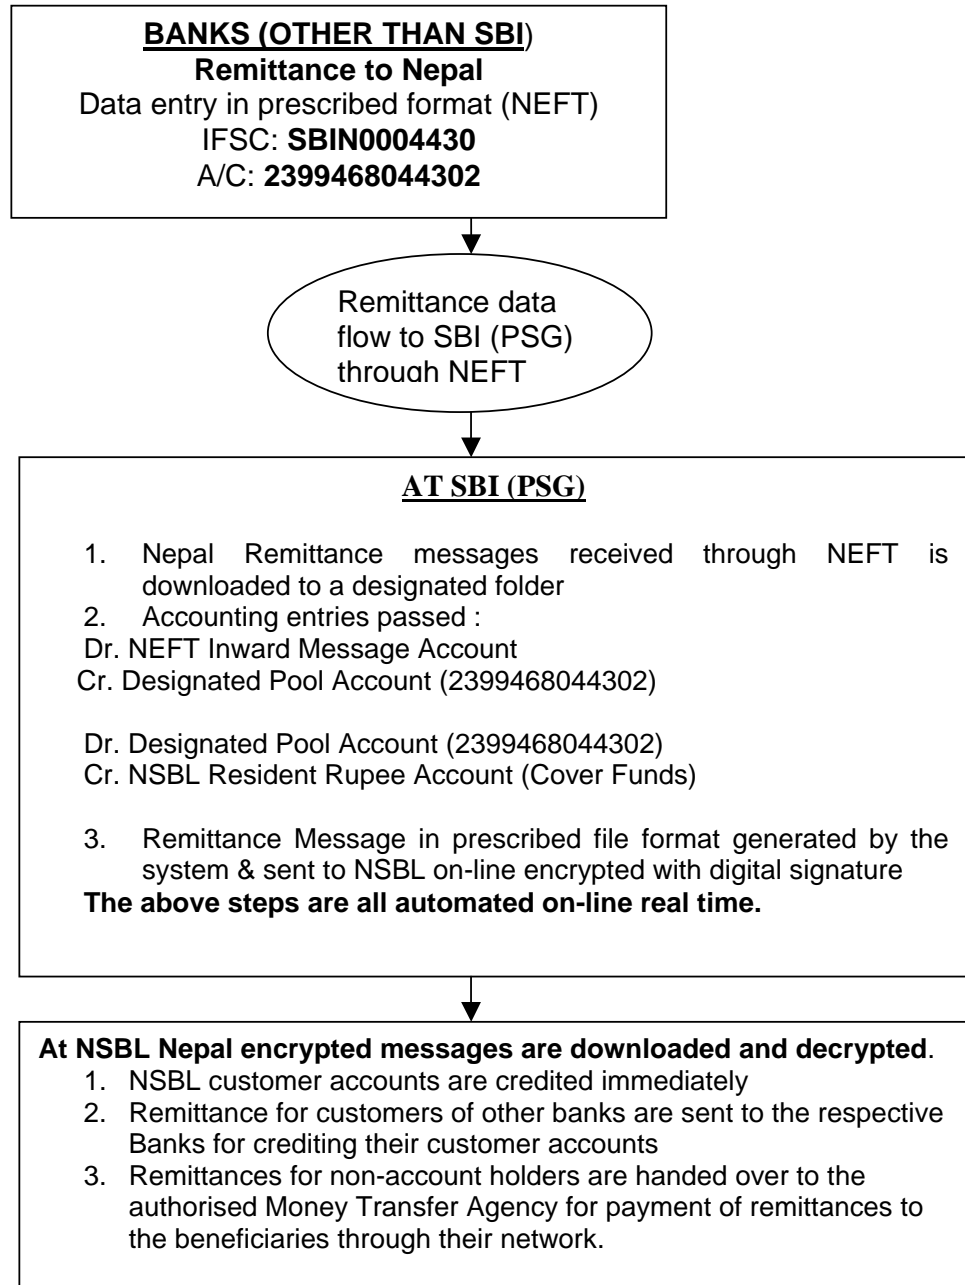 BANKS (OTHER THAN SBI)
Remittance to Nepal
Data entry in prescribed format (NEFT)
IFSC: SBIN0004430
A/C: 2399468044302
Remittance data
flow to SBI (PSG)
through NEFT
AT SBI (PSG)
1. Nepal Remittance messages received through NEFT is
downloaded to a designated folder
2. Accounting entries passed :
Dr. NEFT Inward Message Account
Cr. Designated Pool Account (2399468044302)
Dr. Designated Pool Account (2399468044302)
Cr. NSBL Resident Rupee Account (Cover Funds)
3. Remittance Message in prescribed file format generated by the
system & sent to NSBL on-line encrypted with digital signature
The above steps are all automated on-line real time.
At NSBL Nepal encrypted messages are downloaded and decrypted.
1. NSBL customer accounts are credited immediately
2. Remittance for customers of other banks are sent to the respective
Banks for crediting their customer accounts
3. Remittances for non-account holders are handed over to the
authorised Money Transfer Agency for payment of remittances to
the beneficiaries through their network.